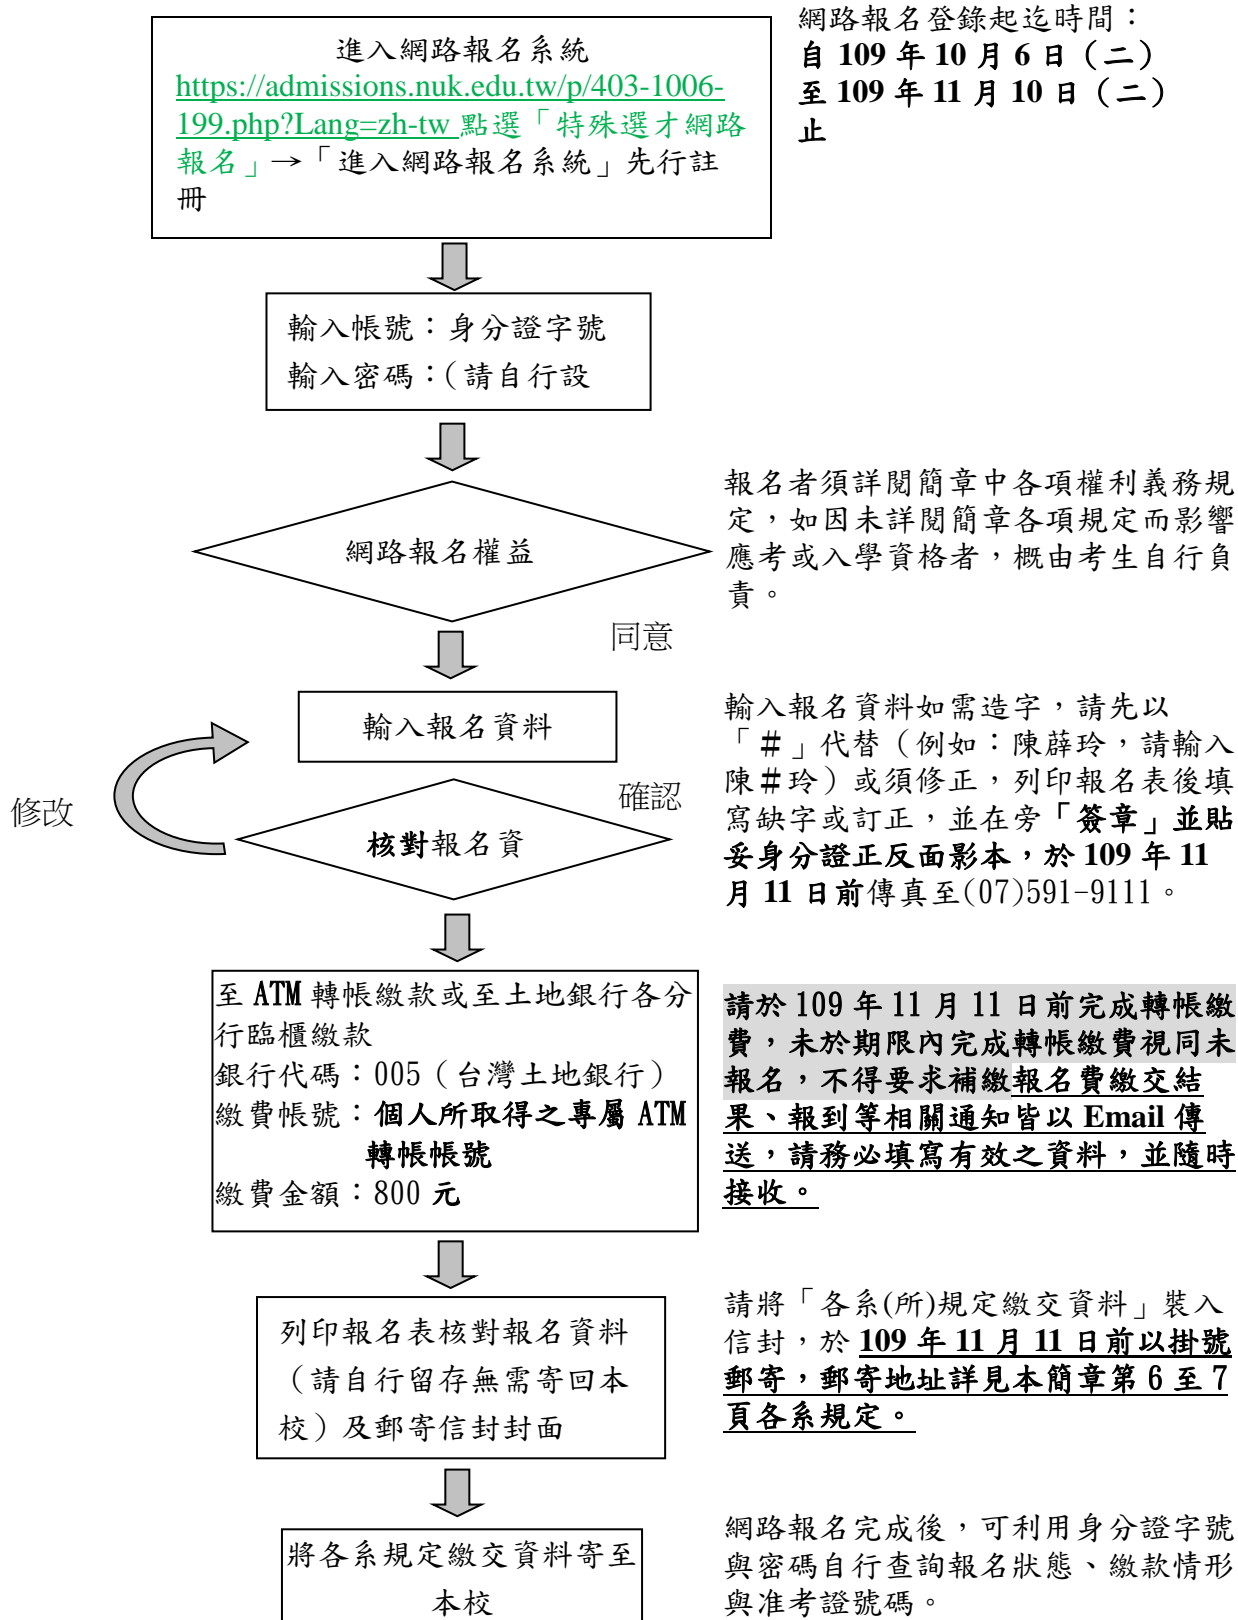 網路報名登錄起迄時間：
自 109 年 10 月 6 日（二）
至 109 年 11 月 10 日（二）
止
進入網路報名系統
https://admissions.nuk.edu.tw/p/403-1006-
199.php?Lang=zh-tw 點選「特殊選才網路
報名」→「進入網路報名系統」先行註
冊
輸入帳號：身分證字號
輸入密碼：(請自行設
網路報名權益
報名者須詳閱簡章中各項權利義務規
定，如因未詳閱簡章各項規定而影響
應考或入學資格者，概由考生自行負
責。
同意
輸入報名資料
輸入報名資料如需造字，請先以
「＃」代替（例如：陳薜玲，請輸入
陳＃玲）或須修正，列印報名表後填
寫缺字或訂正，並在旁「簽章」並貼
妥身分證正反面影本，於 109 年 11
月 11 日前傳真至(07)591-9111。
修改
確認
核對報名資
至 ATM 轉帳繳款或至土地銀行各分
行臨櫃繳款
銀行代碼：005（台灣土地銀行）
繳費帳號：個人所取得之專屬 ATM
轉帳帳號
繳費金額：800 元
請於 109 年 11 月 11 日前完成轉帳繳
費，未於期限內完成轉帳繳費視同未
報名，不得要求補繳報名費繳交結
果、報到等相關通知皆以 Email 傳
送，請務必填寫有效之資料，並隨時
接收。
列印報名表核對報名資料
（請自行留存無需寄回本
校）及郵寄信封封面
請將「各系(所)規定繳交資料」裝入
信封，於 109 年 11 月 11 日前以掛號
郵寄，郵寄地址詳見本簡章第 6 至 7
頁各系規定。
將各系規定繳交資料寄至
本校
網路報名完成後，可利用身分證字號
與密碼自行查詢報名狀態、繳款情形
與准考證號碼。